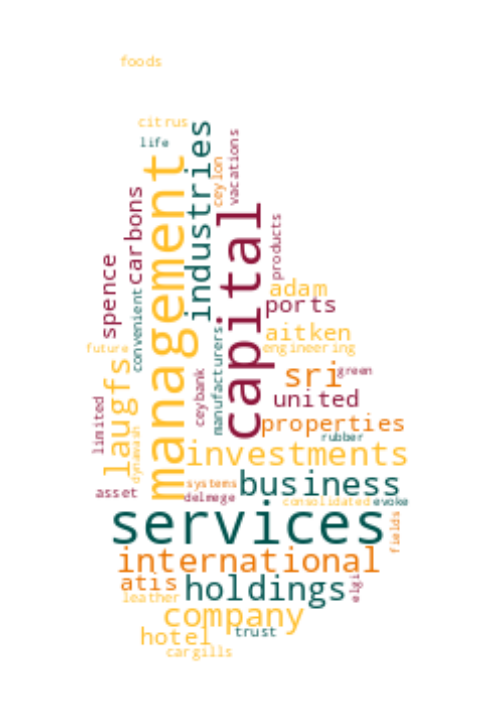 foods
citrus
life
management
industries
ceylon
vacations
capital
carbons
spence
convenient
products
adam
ports
aitken
engineering
future
laugfs
manufacturers
ceybank
limited
dynawash
sri
green
united
properties
rubber
investments
asset
systems
delmege
business
consolidated
evoke
services
fields
international
atis
holdings
elgi
leather
company
hotel
trust
cargills